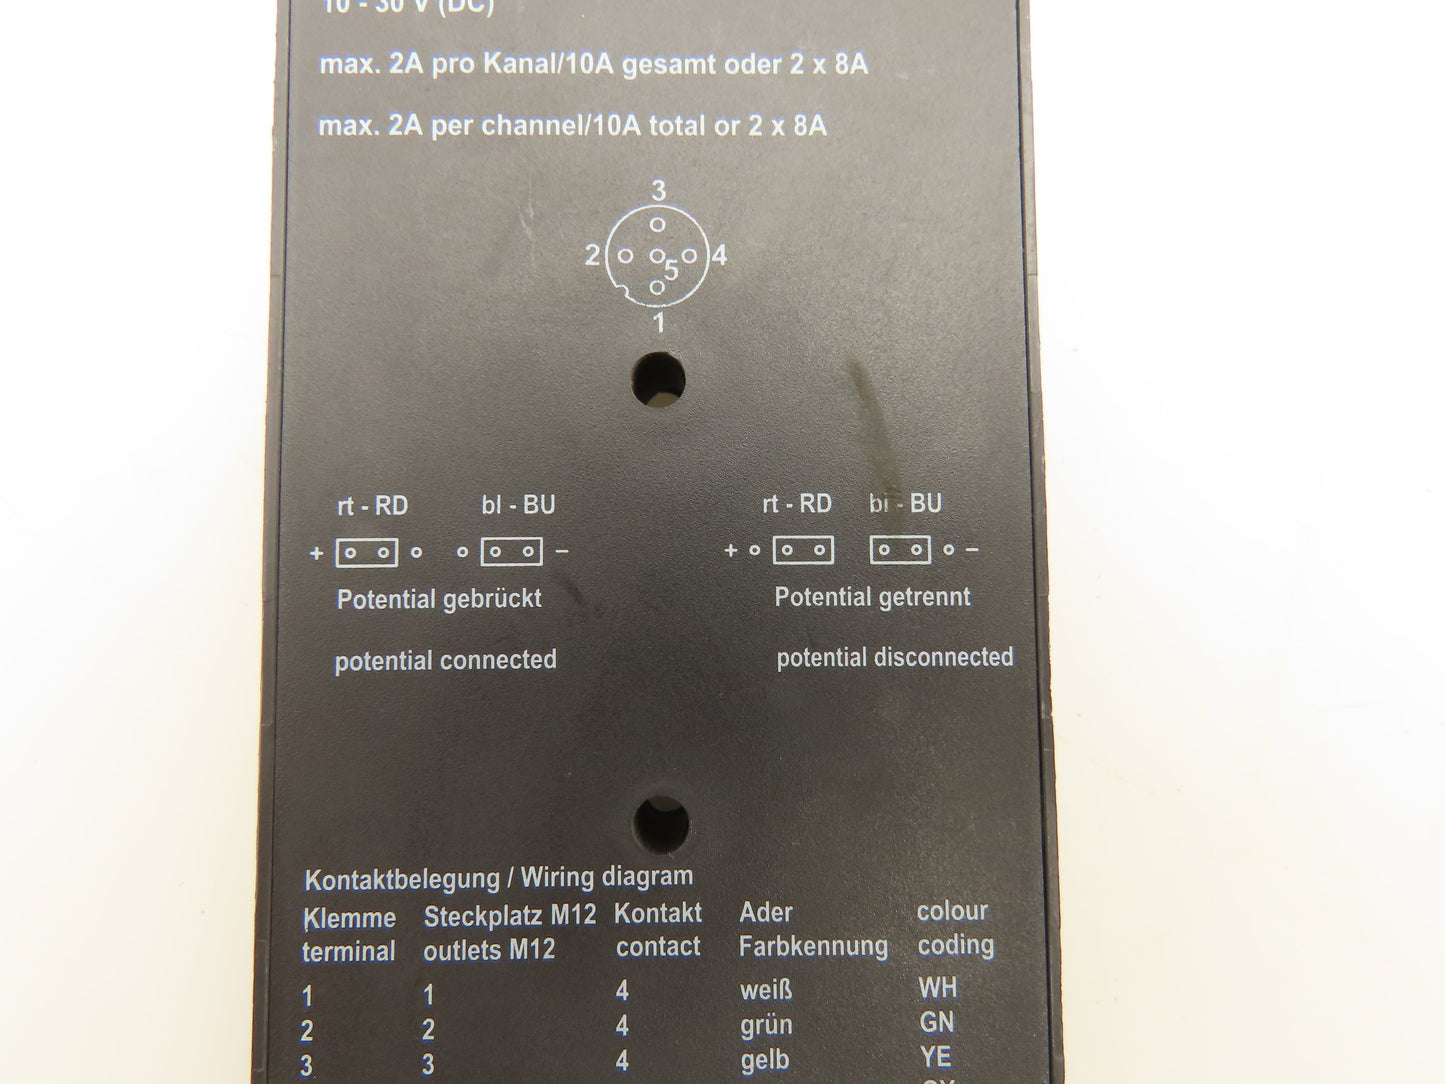 10 - 30 V (DC)
max. 2A pro Kanal/10A gesamt oder 2 x 8A
max. 2A per channel/10A total or 2 x 8A
3
2 4
5
1
rt - RD bl - BU rt - RD bl - BU
+ - + -
Potential gebrückt Potential getrennt
potential connected potential disconnected
Kontaktbelegung / Wiring diagram
Klemme Steckplatz M12 Kontakt Ader colour
terminal outlets M12 contact Farbkennung coding
1 1 4 weiß WH
2 2 4 grün GN
3 3 4 gelb YE